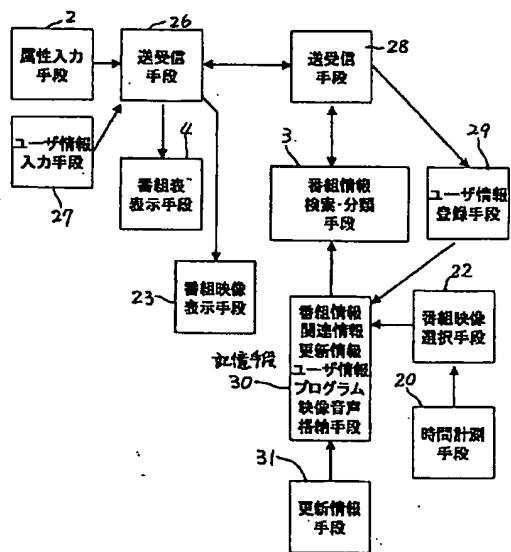 2
属性入力
手段
26
送受信
手段
28
送受信
手段
ユーザ情報
入力手段
27
4
番組表
表示手段
3
番組情報
検索・分類
手段
29
ユーザ情報
登録手段
23
番組映像
表示手段
22
番組映像
選択手段
記憶手段
30
番組情報
関連情報
更新情報
ユーザ情報
プログラム
映像音声
格納手段
20
時間計測
手段
31
更新情報
手段